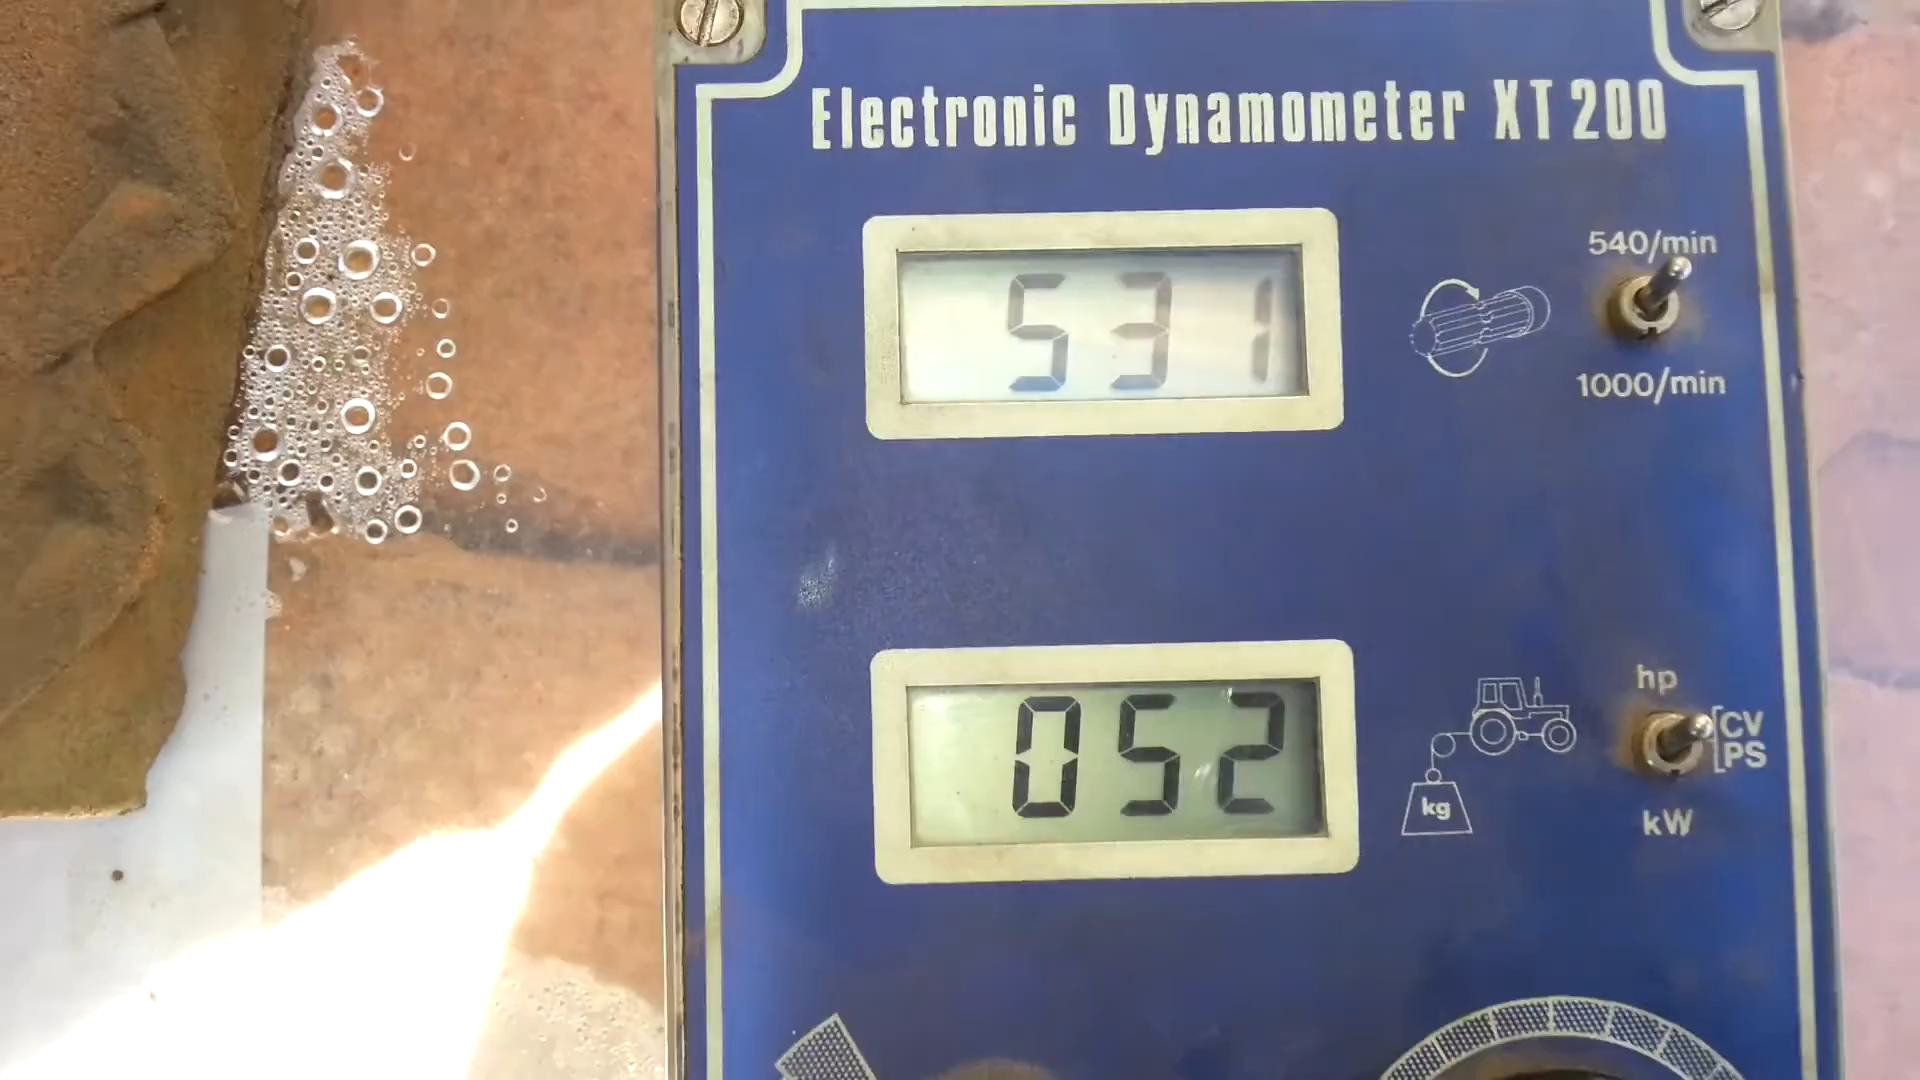 Electronic Dynamometer XT 200
540/min
531
1000/min
hp
052
CV
PS
kg
kW